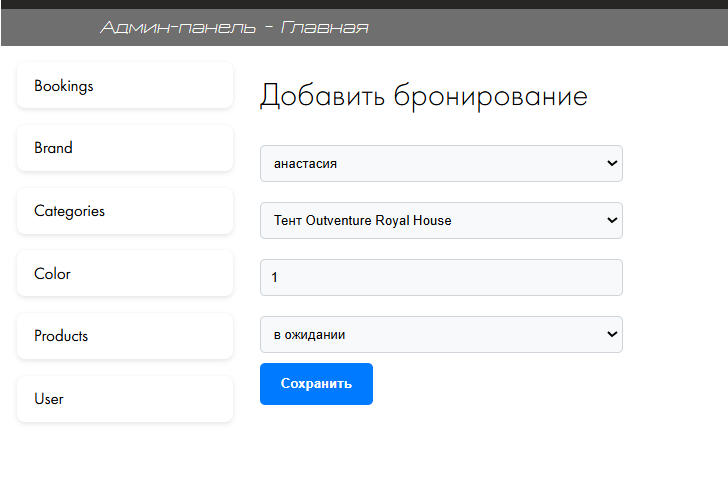 Админ-панель - Главная
Bookings
Brand
Categories
Color
Products
User
Добавить бронирование
анастасия
Тент Outventure Royal House
1
в ожидании
Сохранить